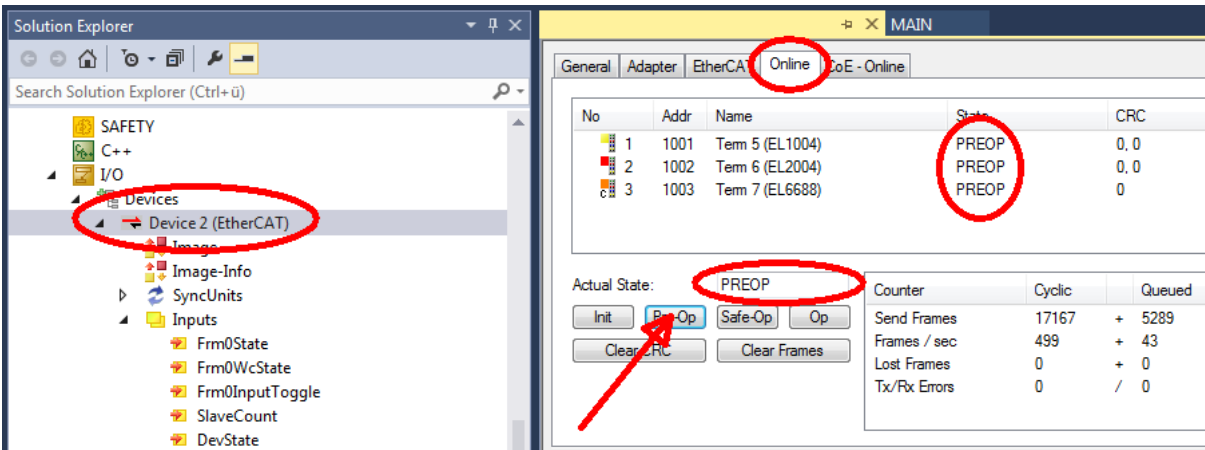 Solution Explorer
Search Solution Explorer (Ctrl+ü)
SAFETY
C++
I/O
Devices
Device 2 (EtherCAT)
Image
Image-Info
SyncUnits
Inputs
Frm0State
Frm0WcState
Frm0InputToggle
SlaveCount
DevState
MAIN
General Adapter EtherCAT Online CoE - Online
No Addr Name State CRC
1 1001 Term 5 (EL1004) PREOP 0, 0
2 1002 Term 6 (EL2004) PREOP 0, 0
3 1003 Term 7 (EL6688) PREOP 0
Actual State: PREOP
Init Pre-Op Safe-Op Op
Clear CRC Clear Frames
Counter Cyclic Queued
Send Frames 17167 + 5289
Frames / sec 499 + 43
Lost Frames 0 + 0
Tx/Rx Errors 0 / 0